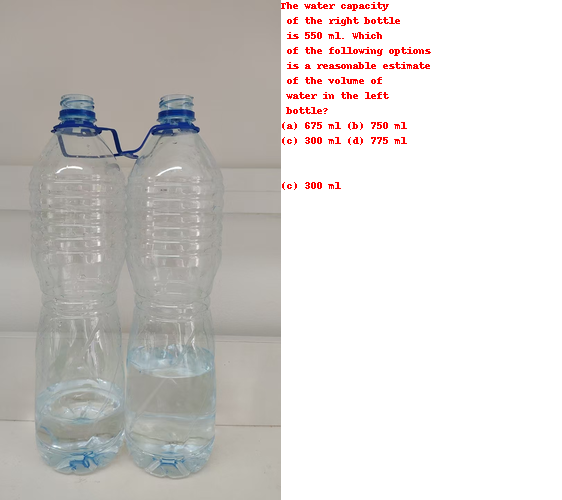 The water capacity
of the right bottle
is 550 ml. Which
of the following options
is a reasonable estimate
of the volume of
water in the left
bottle?
(a) 675 ml (b) 750 ml
(c) 300 ml (d) 775 ml
(c) 300 ml